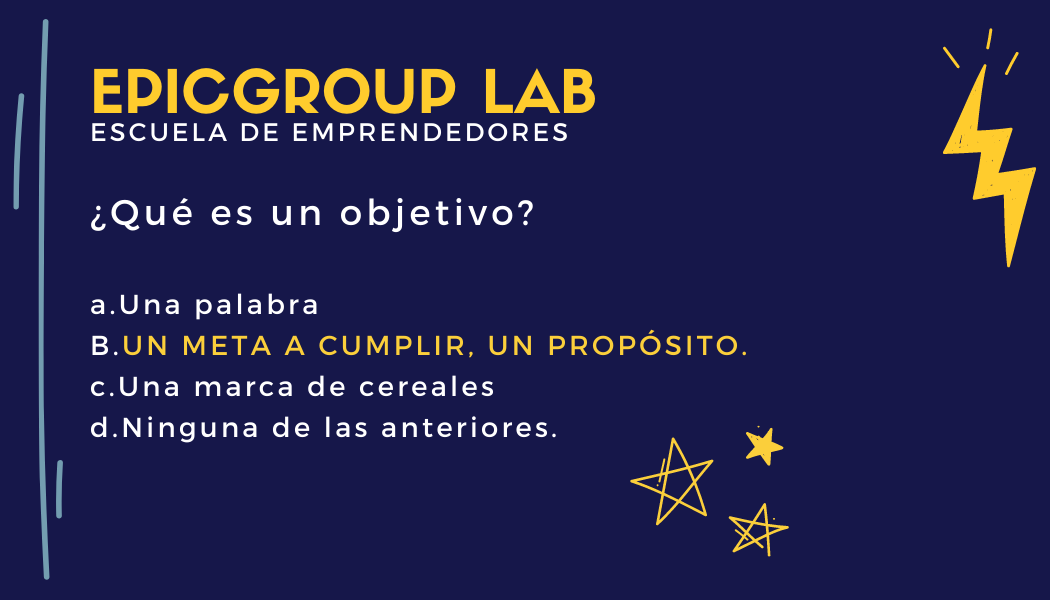 EPICGROUP LAB
ESCUELA DE EMPRENDEDORES
¿Qué es un objetivo?
a.Una palabra
B.UN META A CUMPLIR, UN PROPÓSITO.
c.Una marca de cereales
d.Ninguna de las anteriores.